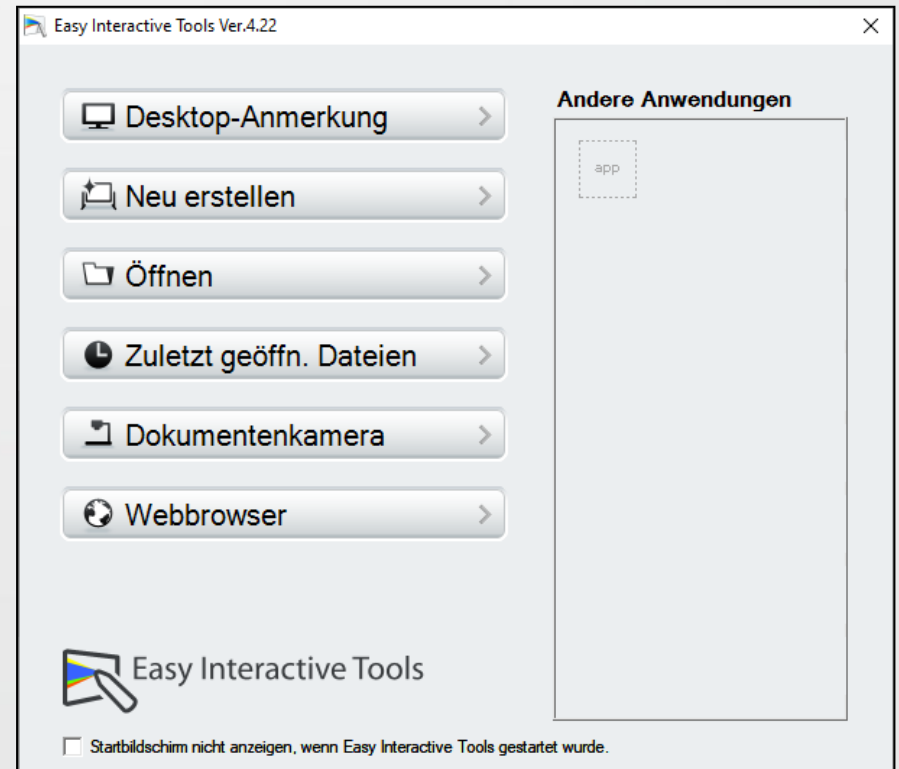 Easy Interactive Tools Ver.4.22
Desktop-Anmerkung
Neu erstellen
Öffnen
Zuletzt geöffn. Dateien
Dokumentenkamera
Webbrowser
Andere Anwendungen
app
Easy Interactive Tools
Startbildschirm nicht anzeigen, wenn Easy Interactive Tools gestartet wurde.